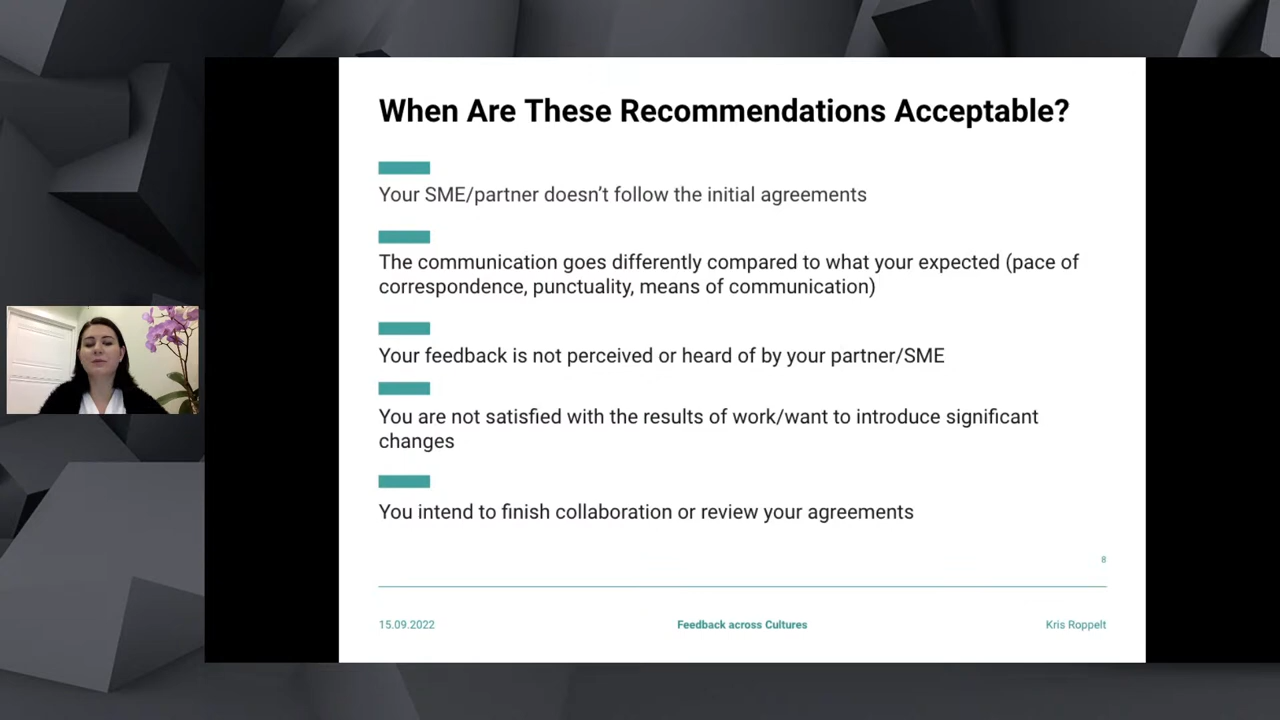 When Are These Recommendations Acceptable?
Your SME/partner doesn't follow the initial agreements
The communication goes differently compared to what your expected (pace of
correspondence, punctuality, means of communication)
Your feedback is not perceived or heard of by your partner/SME
You are not satisfied with the results of work/want to introduce significant
changes
You intend to finish collaboration or review your agreements
8
15.09.2022
Feedback across Cultures
Kris Roppelt